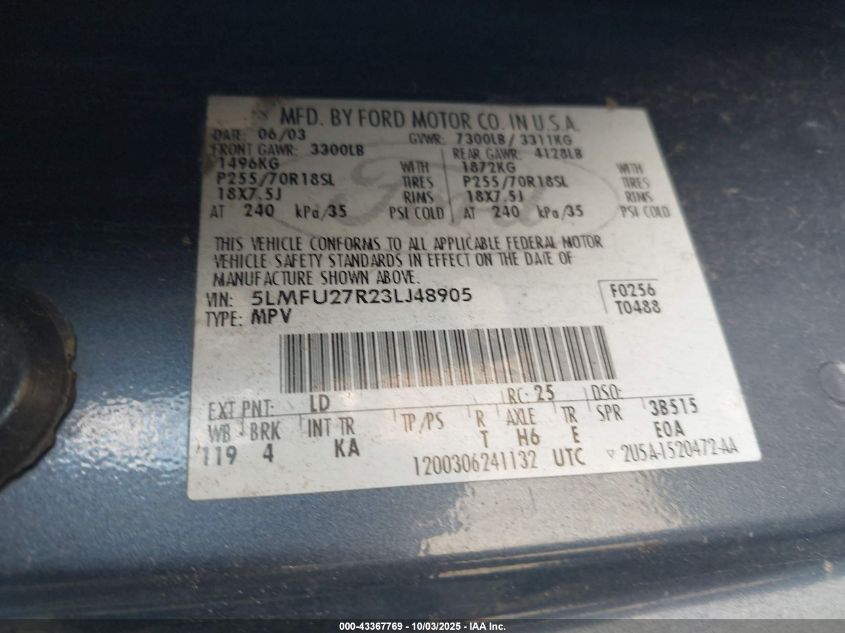 MFD. BY FORD MOTOR CO. IN U.S.A.
DATE: 06/03 GVWR: 7300LB / 3311KG
FRONT GAWR: 3300LB REAR GAWR: 4128LB
1496KG WITH 1872KG WITH
P255/70R18SL TIRES P255/70R18SL TIRES
18X7.5J RIMS 18X7.5J RIMS
AT 240 kPa/35 PSI COLD AT 240 kPa/35 PSI COLD
Ford
THIS VEHICLE CONFORMS TO ALL APPLICABLE FEDERAL MOTOR
VEHICLE SAFETY STANDARDS IN EFFECT ON THE DATE OF
MANUFACTURE SHOWN ABOVE.
VIN: 5LMFU27R23LJ48905 F0256
TYPE: MPV T0488
EXT PNT: LD RC: 25 DSO:
WB BRK INT TR TP/PS R AXLE TR SPR 3B515
119 4 KA T H6 E E0A
1200306241132 UTC ▽ 2U5A-1520472-AA
000-43367769 - 10/03/2025 - IAA Inc.